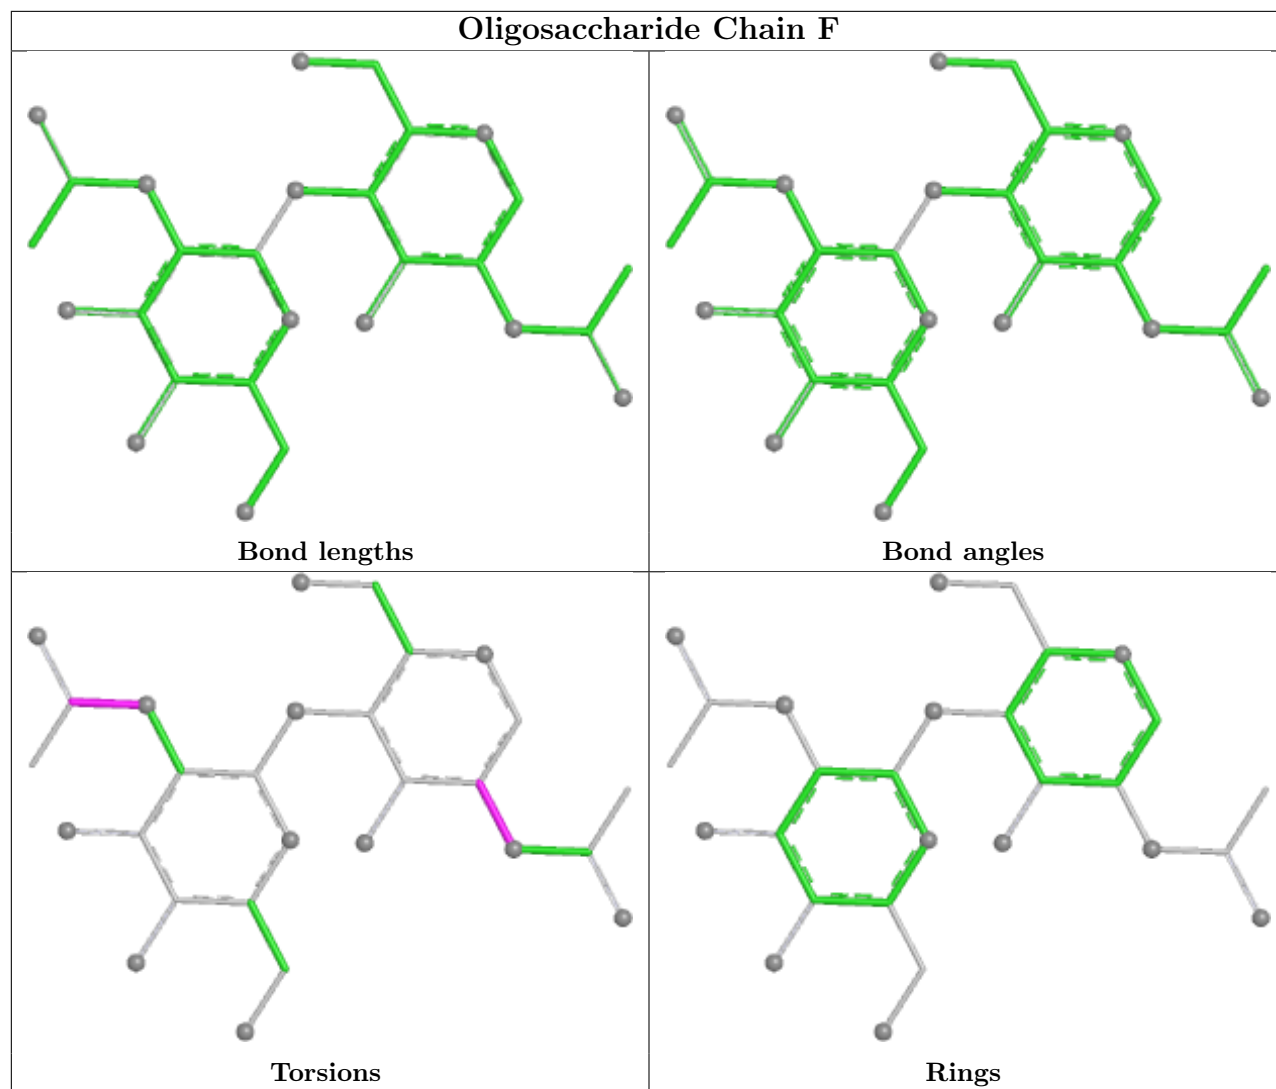 Oligosaccharide Chain F
Bond lengths
Bond angles
Torsions
Rings